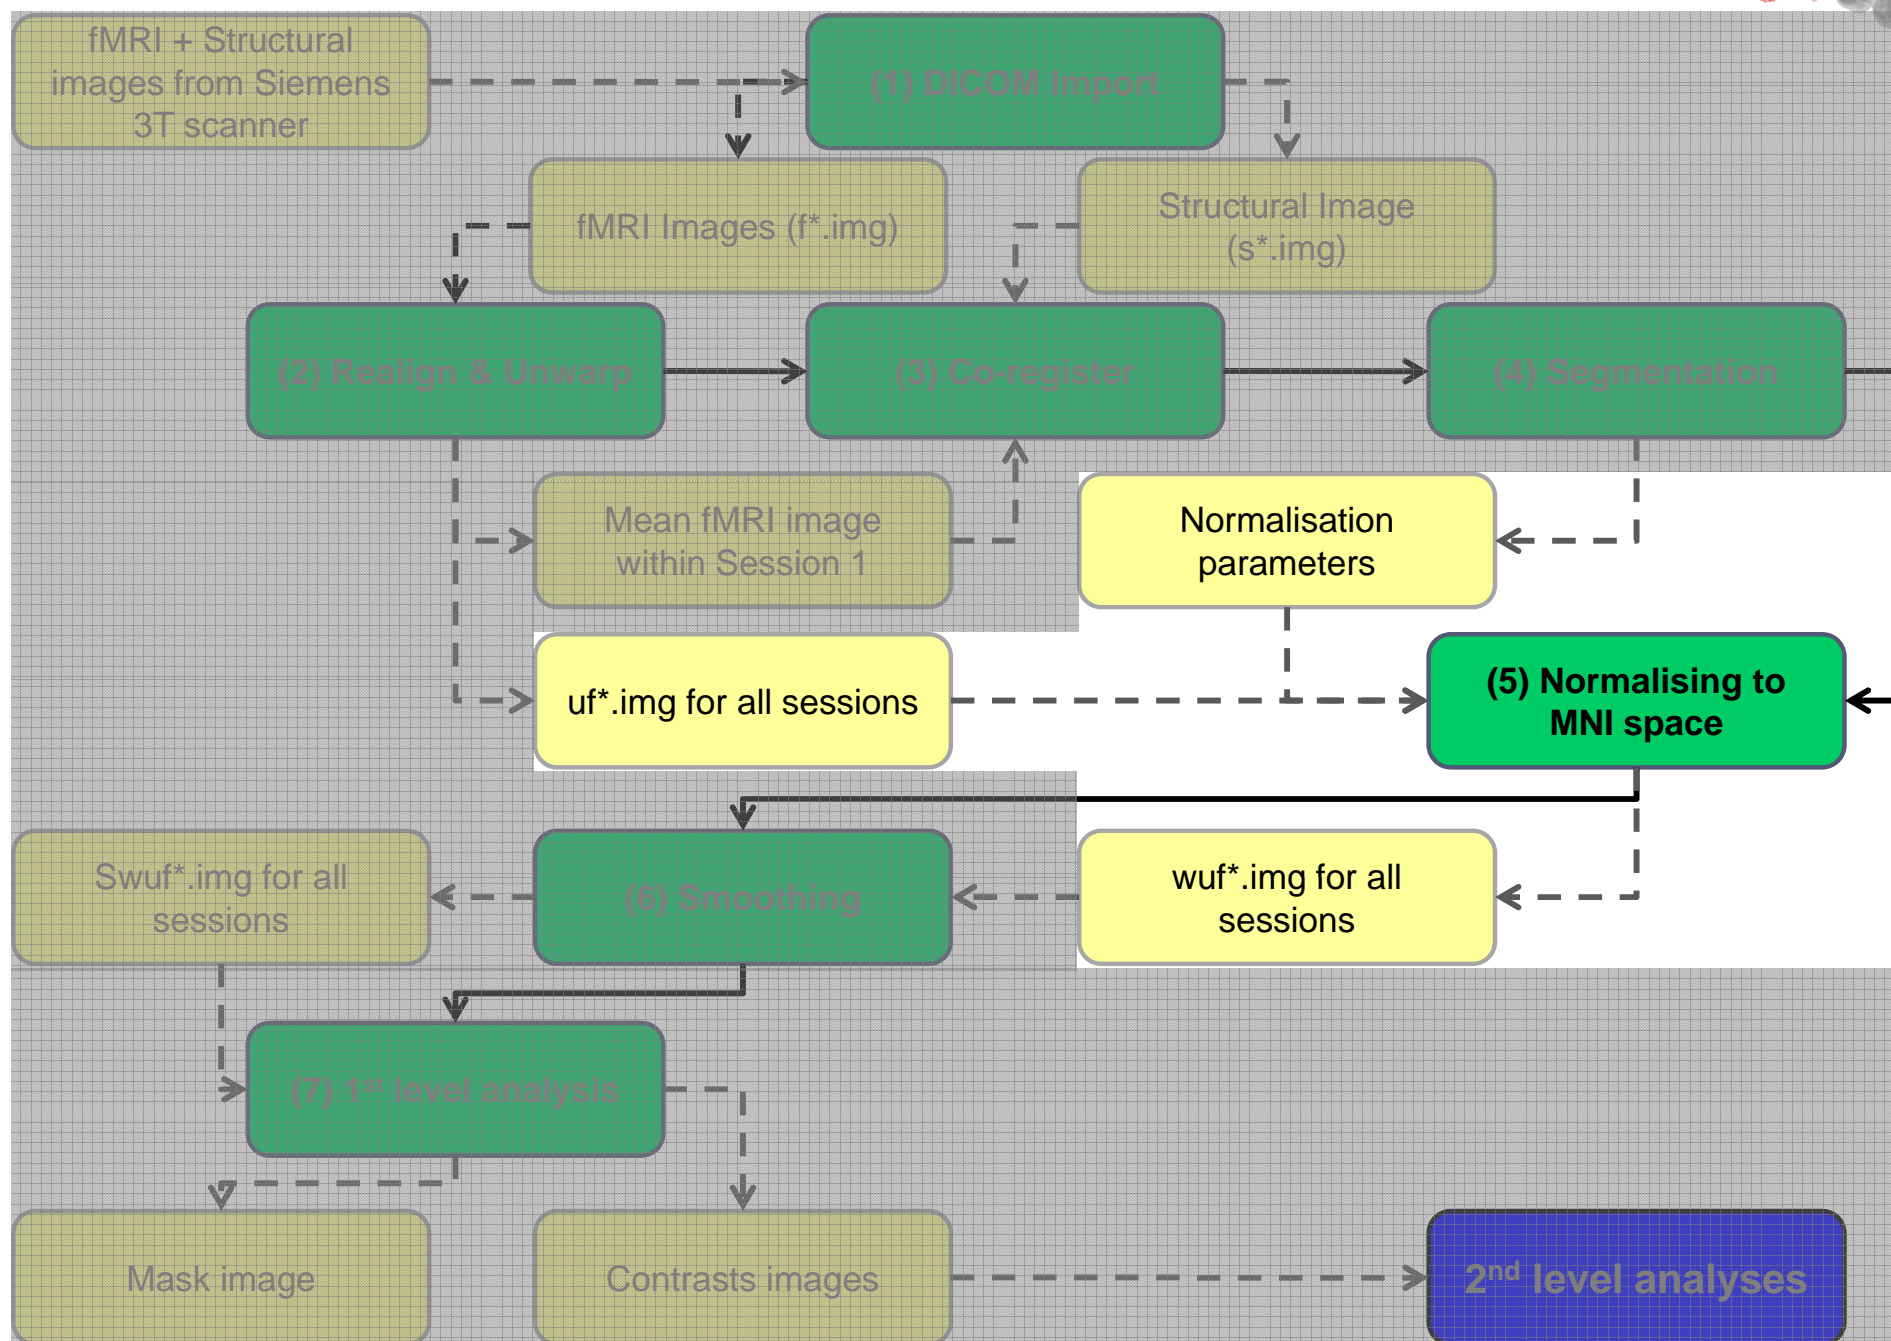 fMRI + Structural
images from Siemens
3T scanner
(1) DICOM Import
fMRI Images (f*.img)
Structural Image
(s*.img)
(2) Realign & Unwarp
(3) Co-register
(4) Segmentation
Mean fMRI image
within Session 1
Normalisation
parameters
uf*.img for all sessions
(5) Normalising to
MNI space
Swuf*.img for all
sessions
(6) Smoothing
wuf*.img for all
sessions
(7) 1st level analysis
Mask image
Contrasts images
2nd level analyses